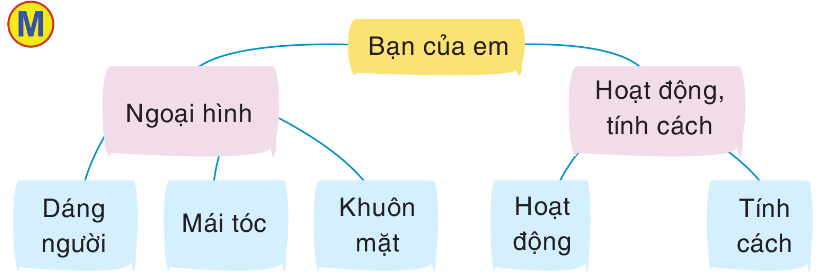 M
Bạn của em
Ngoại hình
Hoạt động,
tính cách
Dáng
người
Mái tóc
Khuôn
mặt
Hoạt
động
Tính
cách